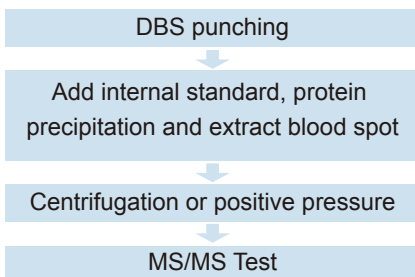 DBS punching
Add internal standard, protein
precipitation and extract blood spot
Centrifugation or positive pressure
MS/MS Test